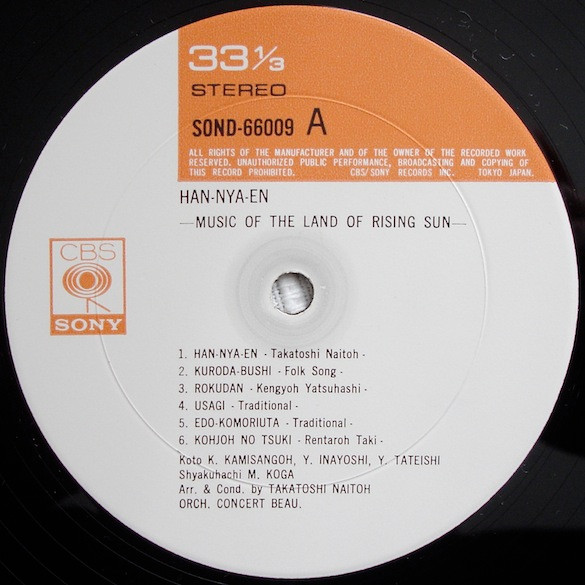 33⅓
STEREO
SOND-66009 A
ALL RIGHTS OF THE MANUFACTURER AND OF THE OWNER OF THE RECORDED WORK
RESERVED. UNAUTHORIZED PUBLIC PERFORMANCE, BROADCASTING AND COPYING OF
THIS RECORD PROHIBITED. CBS/SONY RECORDS INC. TOKYO JAPAN.
HAN-NYA-EN
—MUSIC OF THE LAND OF RISING SUN—
CBS
SONY
1. HAN-NYA-EN - Takatoshi Naitoh -
2. KURODA-BUSHI - Folk Song -
3. ROKUDAN - Kengyoh Yatsuhashi -
4. USAGI - Traditional -
5. EDO-KOMORIUTA - Traditional -
6. KOHJOH NO TSUKI - Rentaroh Taki -
Koto K. KAMISANGOH, Y. INAYOSHI, Y. TATEISHI
Shyakuhachi M. KOGA
Arr. & Cond. by TAKATOSHI NAITOH
ORCH. CONCERT BEAU.